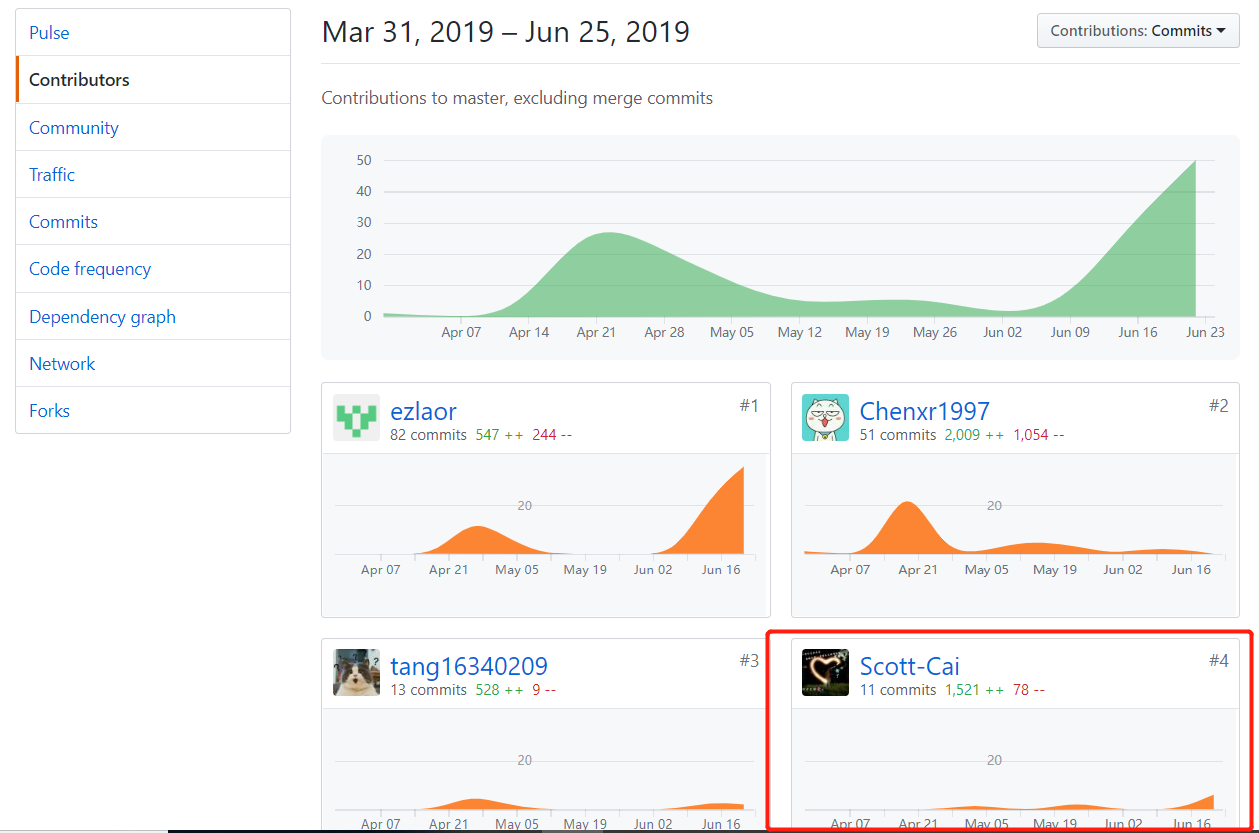 Pulse
Contributors
Community
Traffic
Commits
Code frequency
Dependency graph
Network
Forks
Mar 31, 2019 – Jun 25, 2019
Contributions: Commits
Contributions to master, excluding merge commits
50
40
30
20
10
0
Apr 07 Apr 14 Apr 21 Apr 28 May 05 May 12 May 19 May 26 Jun 02 Jun 09 Jun 16 Jun 23
ezlaor #1
82 commits 547 ++ 244 --
20
Apr 07 Apr 21 May 05 May 19 Jun 02 Jun 16
Chenxr1997 #2
51 commits 2,009 ++ 1,054 --
20
Apr 07 Apr 21 May 05 May 19 Jun 02 Jun 16
tang16340209 #3
13 commits 528 ++ 9 --
20
Apr 07 Apr 21 May 05 May 19 Jun 02 Jun 16
Scott-Cai #4
11 commits 1,521 ++ 78 --
20
Apr 07 Apr 21 May 05 May 19 Jun 02 Jun 16